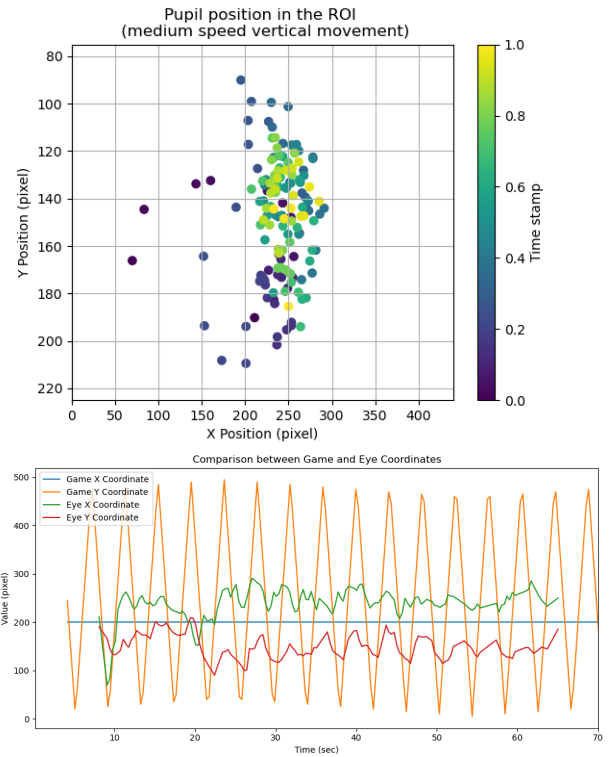 Pupil position in the ROI
(medium speed vertical movement)
80
100
120
140
160
180
200
220
Y Position (pixel)
0 50 100 150 200 250 300 350 400
X Position (pixel)
1.0
0.8
0.6
0.4
0.2
0.0
Time stamp
Comparison between Game and Eye Coordinates
Game X Coordinate
Game Y Coordinate
Eye X Coordinate
Eye Y Coordinate
500
400
300
200
100
0
Value (pixel)
10 20 30 40 50 60 70
Time (sec)